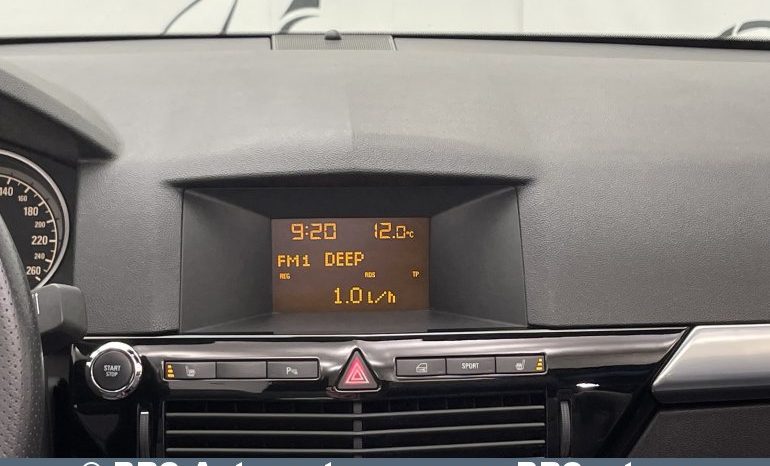 9:20 12.0°C
FM1 DEEP
REG RDS TP
1.0 L/h
START STOP
SPORT
P
140
160
180
200
220
240
260